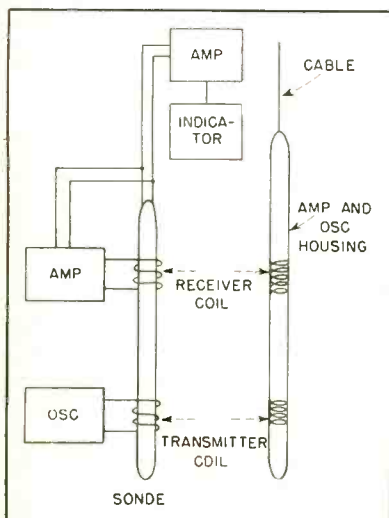 AMP
CABLE
INDICA-
TOR
AMP AND
OSC
HOUSING
AMP
RECEIVER
COIL
OSC
TRANSMITTER
COIL
SONDE